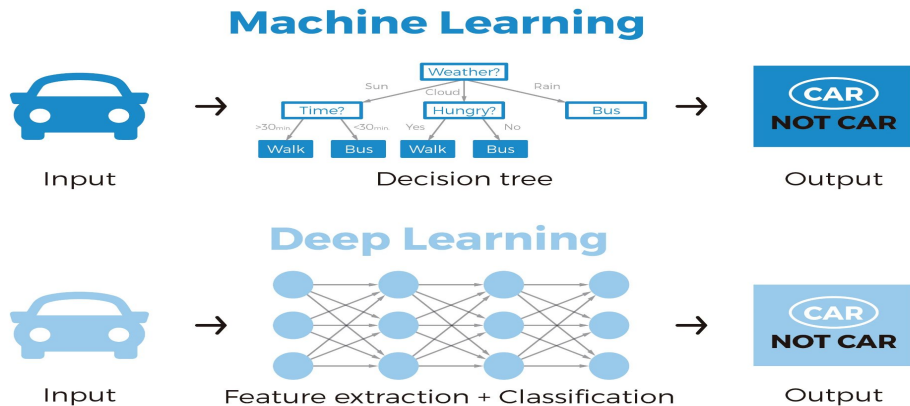 Machine Learning
Weather?
Sun
Cloud
Rain
Time?
Hungry?
Bus
>30min.
<30min.
Yes
No
Walk
Bus
Walk
Bus
CAR
NOT CAR
Input
Decision tree
Output
Deep Learning
CAR
NOT CAR
Input
Feature extraction + Classification
Output